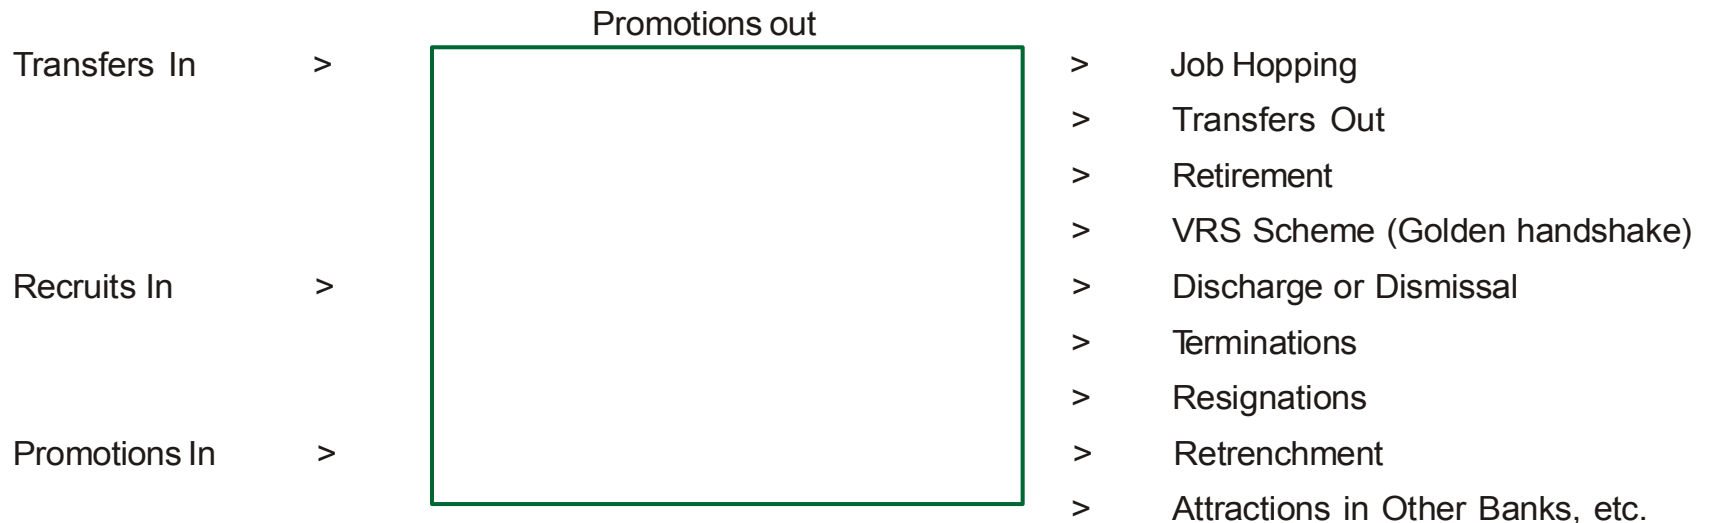 Promotions out
Transfers In > > Job Hopping
> Transfers Out
> Retirement
> VRS Scheme (Golden handshake)
Recruits In > > Discharge or Dismissal
> Terminations
> Resignations
Promotions In > > Retrenchment
> Attractions in Other Banks, etc.